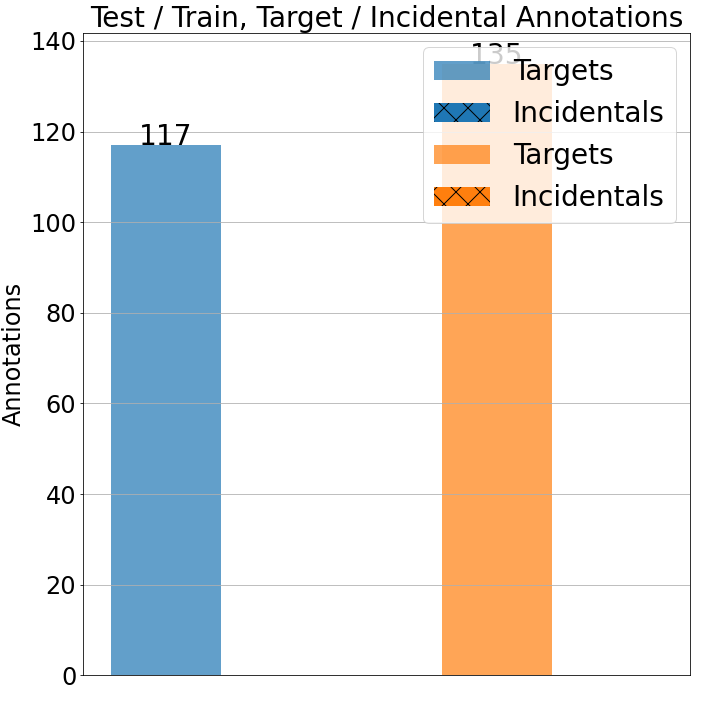 Test / Train, Target / Incidental Annotations
140
120
100
80
60
40
20
0
Annotations
117
135
Targets
Incidentals
Targets
Incidentals